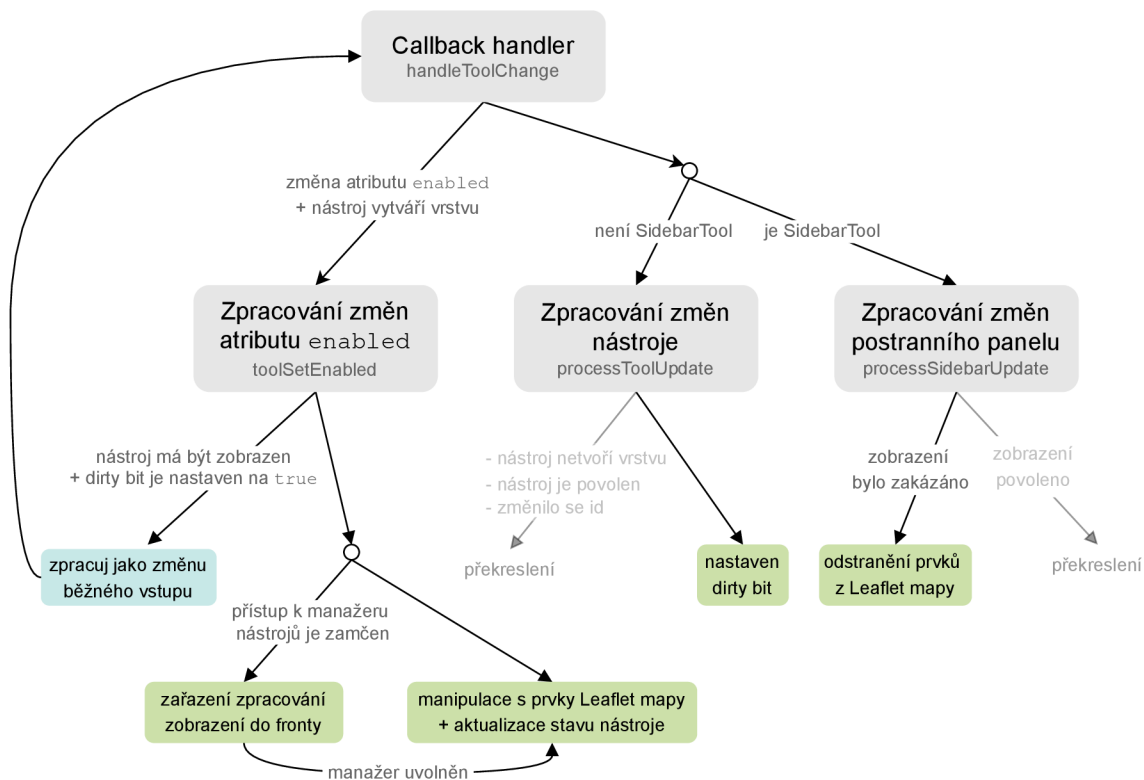 Callback handler
handleToolChange
změna atributu enabled
+ nástroj vytváří vrstvu
není SidebarTool
je SidebarTool
Zpracování změn
atributu enabled
toolSetEnabled
Zpracování změn
nástroje
processToolUpdate
Zpracování změn
postranního panelu
processSidebarUpdate
nástroj má být zobrazen
+ dirty bit je nastaven na true
- nástroj netvoří vrstvu
- nástroj je povolen
- změnilo se id
zobrazení
bylo zakázáno
zobrazení
povoleno
zpracuj jako změnu
běžného vstupu
překreslení
nastaven
dirty bit
odstranění prvků
z Leaflet mapy
překreslení
přístup k manažeru
nástrojů je zamčen
zařazení zpracování
zobrazení do fronty
manipulace s prvky Leaflet mapy
+ aktualizace stavu nástroje
manažer uvolněn